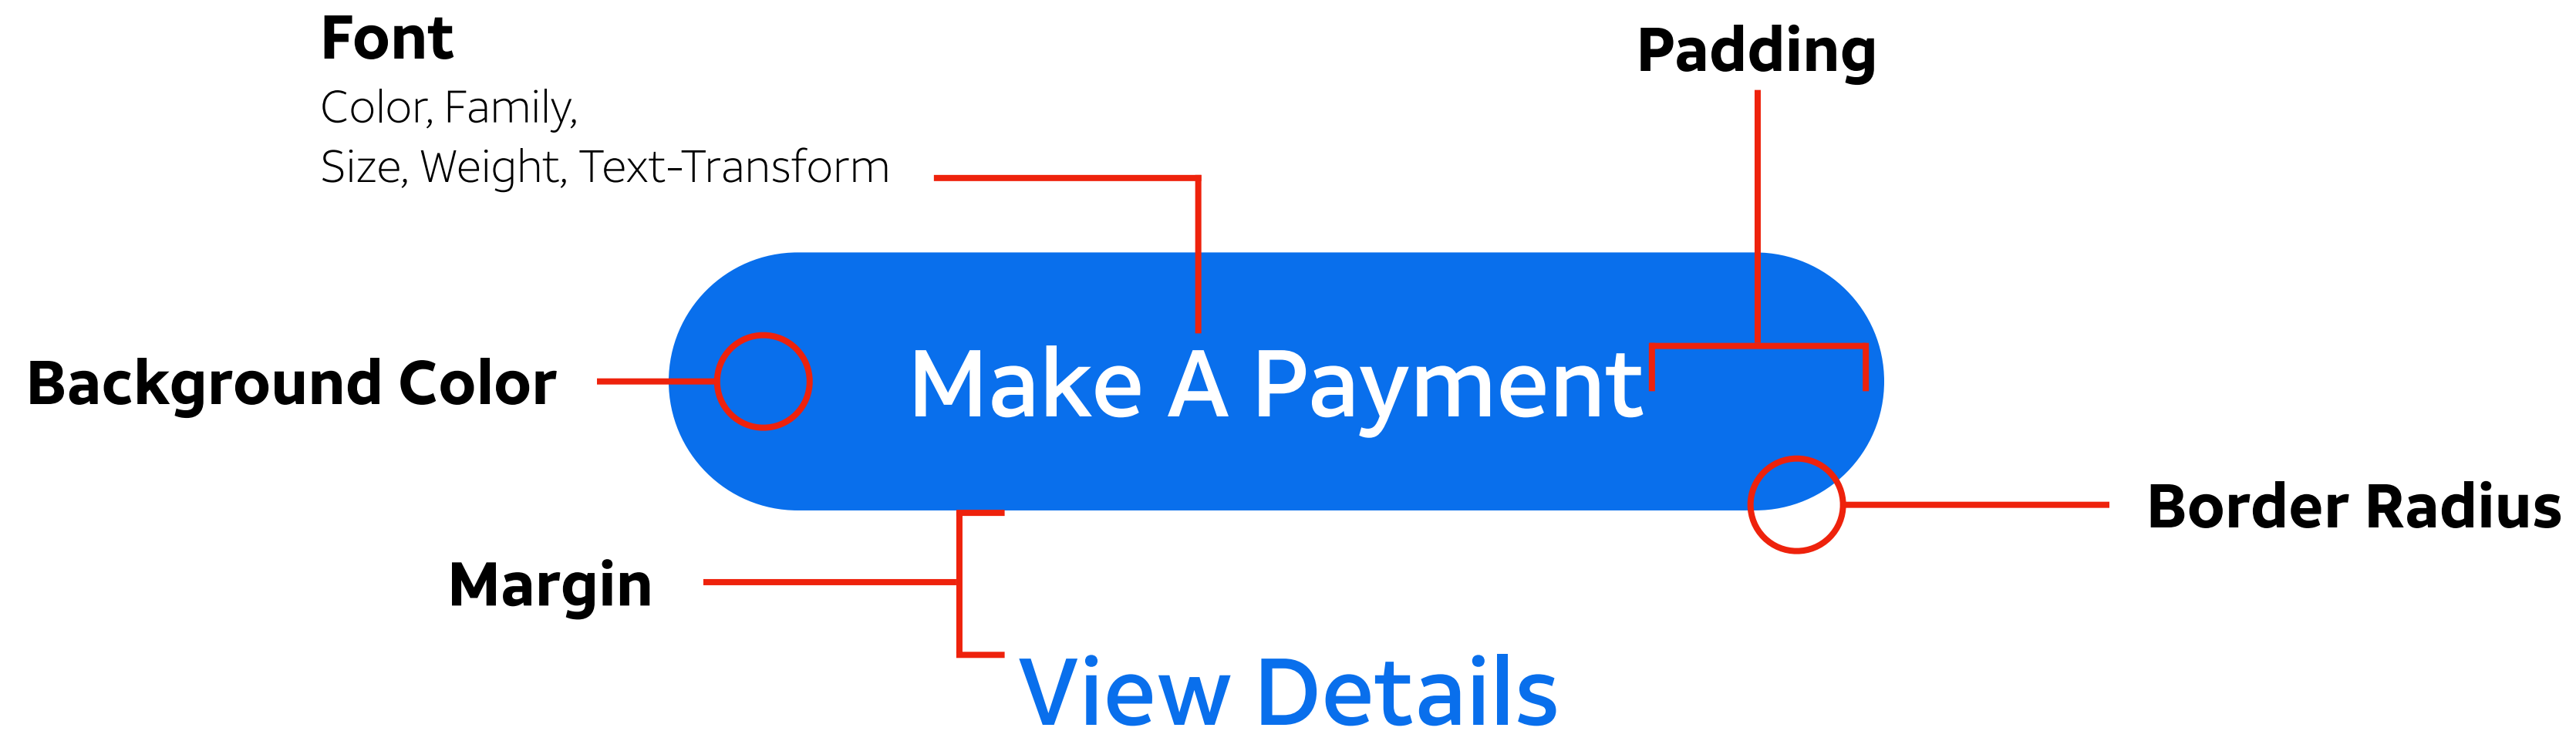 Font
Color, Family,
Size, Weight, Text-Transform
Padding
Background Color
Make A Payment
Border Radius
Margin
View Details